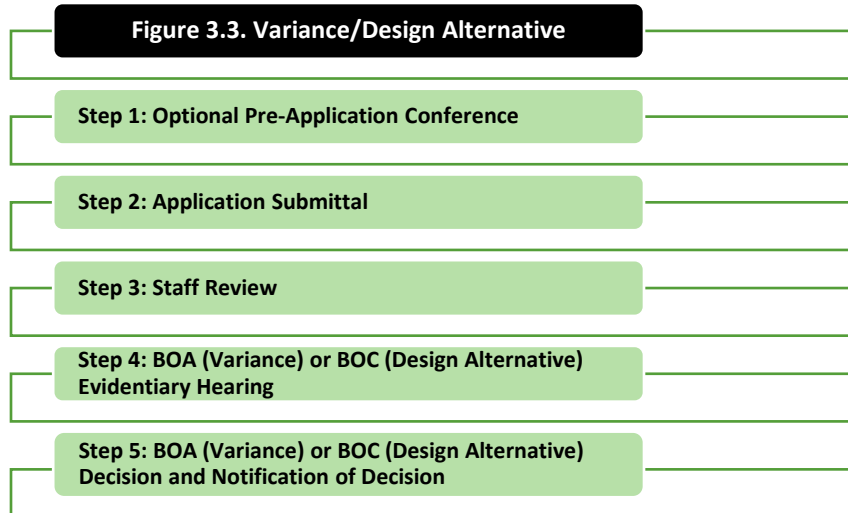 Figure 3.3. Variance/Design Alternative
Step 1: Optional Pre-Application Conference
Step 2: Application Submittal
Step 3: Staff Review
Step 4: BOA (Variance) or BOC (Design Alternative)
Evidentiary Hearing
Step 5: BOA (Variance) or BOC (Design Alternative)
Decision and Notification of Decision